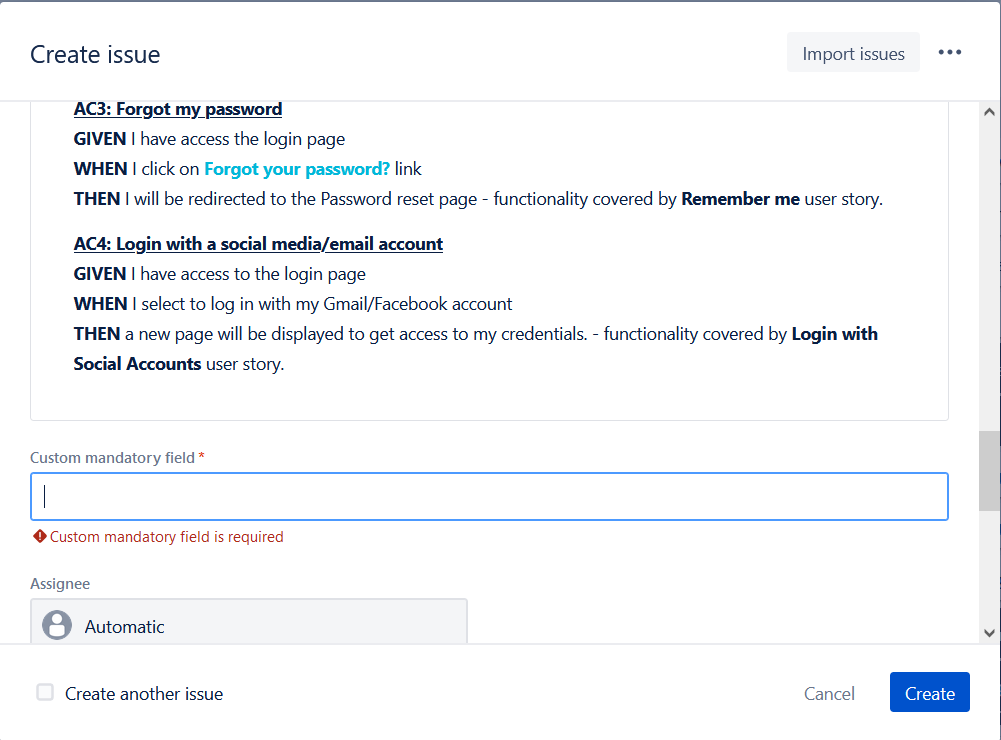 Create issue
Import issues
AC3: Forgot my password
GIVEN I have access the login page
WHEN I click on Forgot your password? link
THEN I will be redirected to the Password reset page - functionality covered by Remember me user story.
AC4: Login with a social media/email account
GIVEN I have access to the login page
WHEN I select to log in with my Gmail/Facebook account
THEN a new page will be displayed to get access to my credentials. - functionality covered by Login with
Social Accounts user story.
Custom mandatory field *
Custom mandatory field is required
Assignee
Automatic
Create another issue
Cancel
Create